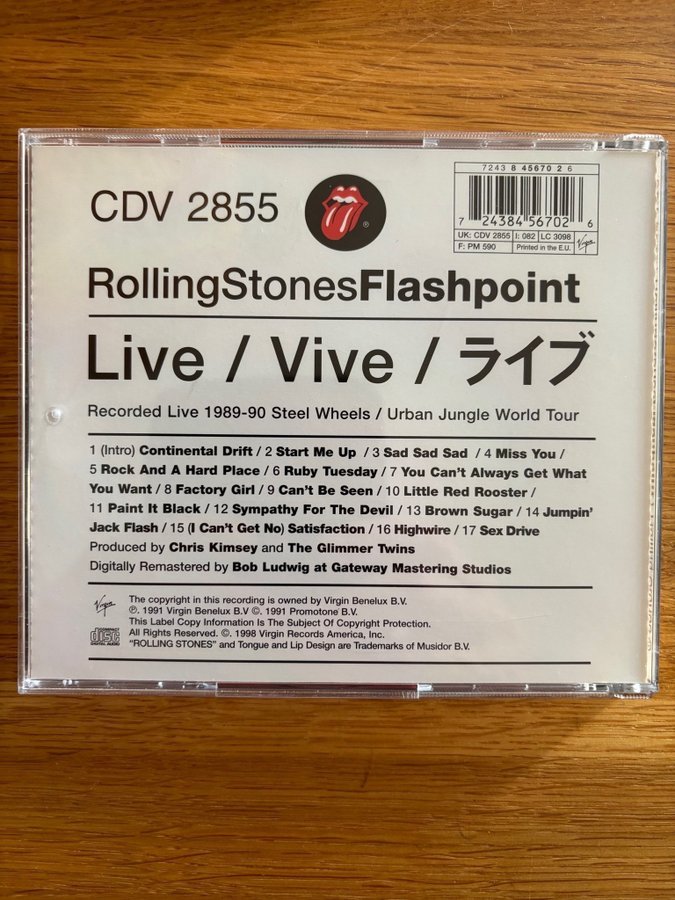 CDV 2855
®
7243 8 45670 2 6
7 24384 56702 6
UK: CDV 2855 I: 082 LC 3098
F: PM 590 Printed in the E.U. Virgin
RollingStonesFlashpoint
Live / Vive / ライブ
Recorded Live 1989-90 Steel Wheels / Urban Jungle World Tour
1 (Intro) Continental Drift / 2 Start Me Up / 3 Sad Sad Sad / 4 Miss You /
5 Rock And A Hard Place / 6 Ruby Tuesday / 7 You Can't Always Get What
You Want / 8 Factory Girl / 9 Can't Be Seen / 10 Little Red Rooster /
11 Paint It Black / 12 Sympathy For The Devil / 13 Brown Sugar / 14 Jumpin'
Jack Flash / 15 (I Can't Get No) Satisfaction / 16 Highwire / 17 Sex Drive
Produced by Chris Kimsey and The Glimmer Twins
Digitally Remastered by Bob Ludwig at Gateway Mastering Studios
Virgin
The copyright in this recording is owned by Virgin Benelux B.V.
℗. 1991 Virgin Benelux B.V ©. 1991 Promotone B.V.
This Label Copy Information Is The Subject Of Copyright Protection.
All Rights Reserved. ©. 1998 Virgin Records America, Inc.
"ROLLING STONES" and Tongue and Lip Design are Trademarks of Musidor B.V.
COMPACT
disc
DIGITAL AUDIO